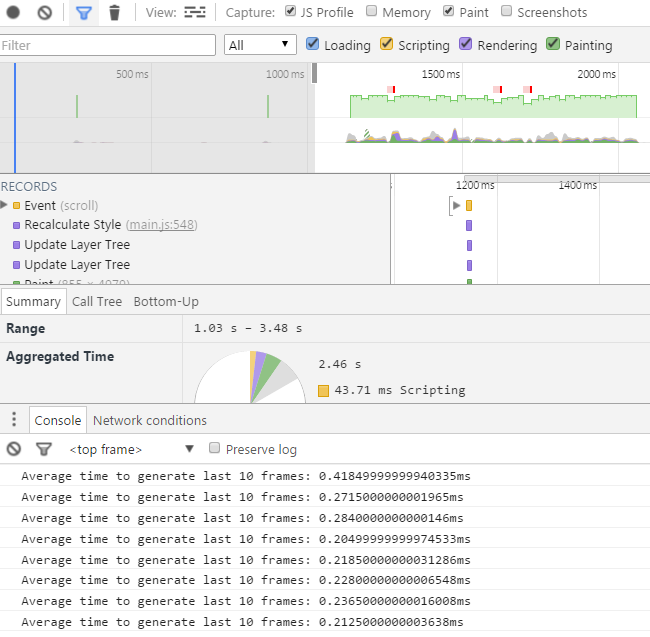 View: Capture: JS Profile Memory Paint Screenshots
Filter All Loading Scripting Rendering Painting
500 ms 1000 ms 1500 ms 2000 ms
RECORDS 1200 ms 1400 ms
Event (scroll)
Recalculate Style (main.js:548)
Update Layer Tree
Update Layer Tree
Paint (855 × 4079)
Summary Call Tree Bottom-Up
Range 1.03 s – 3.48 s
Aggregated Time
2.46 s
43.71 ms Scripting
Console Network conditions
<top frame> Preserve log
Average time to generate last 10 frames: 0.41849999999940335ms
Average time to generate last 10 frames: 0.2715000000001965ms
Average time to generate last 10 frames: 0.2840000000000146ms
Average time to generate last 10 frames: 0.20499999999974533ms
Average time to generate last 10 frames: 0.21850000000031286ms
Average time to generate last 10 frames: 0.22800000000006548ms
Average time to generate last 10 frames: 0.23650000000016008ms
Average time to generate last 10 frames: 0.2125000000003638ms